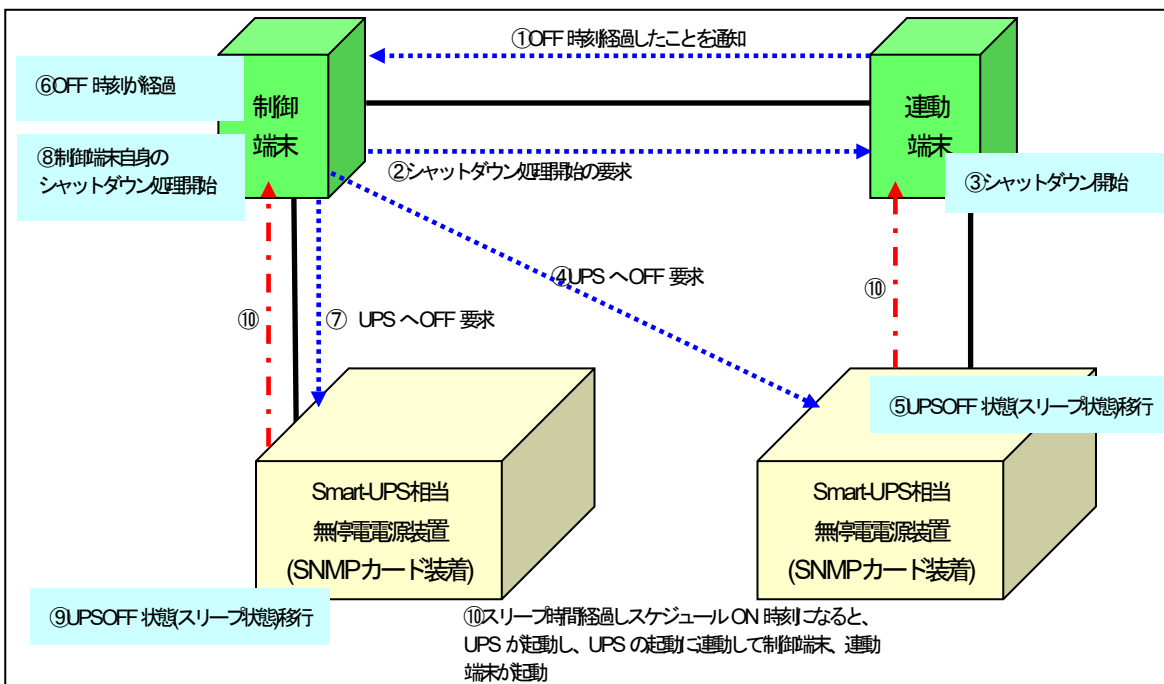 ①OFF 時刻経過したことを通知
⑥OFF 時刻が経過
制御
端末
連動
端末
⑧制御端末自身の
シャットダウン処理開始
②シャットダウン処理開始の要求
③シャットダウン開始
④UPS へOFF 要求
⑩
⑦ UPS へOFF 要求
⑩
⑤UPSOFF 状態(スリープ状態)移行
Smart-UPS相当
無停電電源装置
(SNMPカード装着)
Smart-UPS相当
無停電電源装置
(SNMPカード装着)
⑨UPSOFF 状態(スリープ状態)移行
⑩スリープ時間経過しスケジュール ON 時刻になると、
UPS が起動し、UPS の起動に連動して制御端末、連動
端末が起動